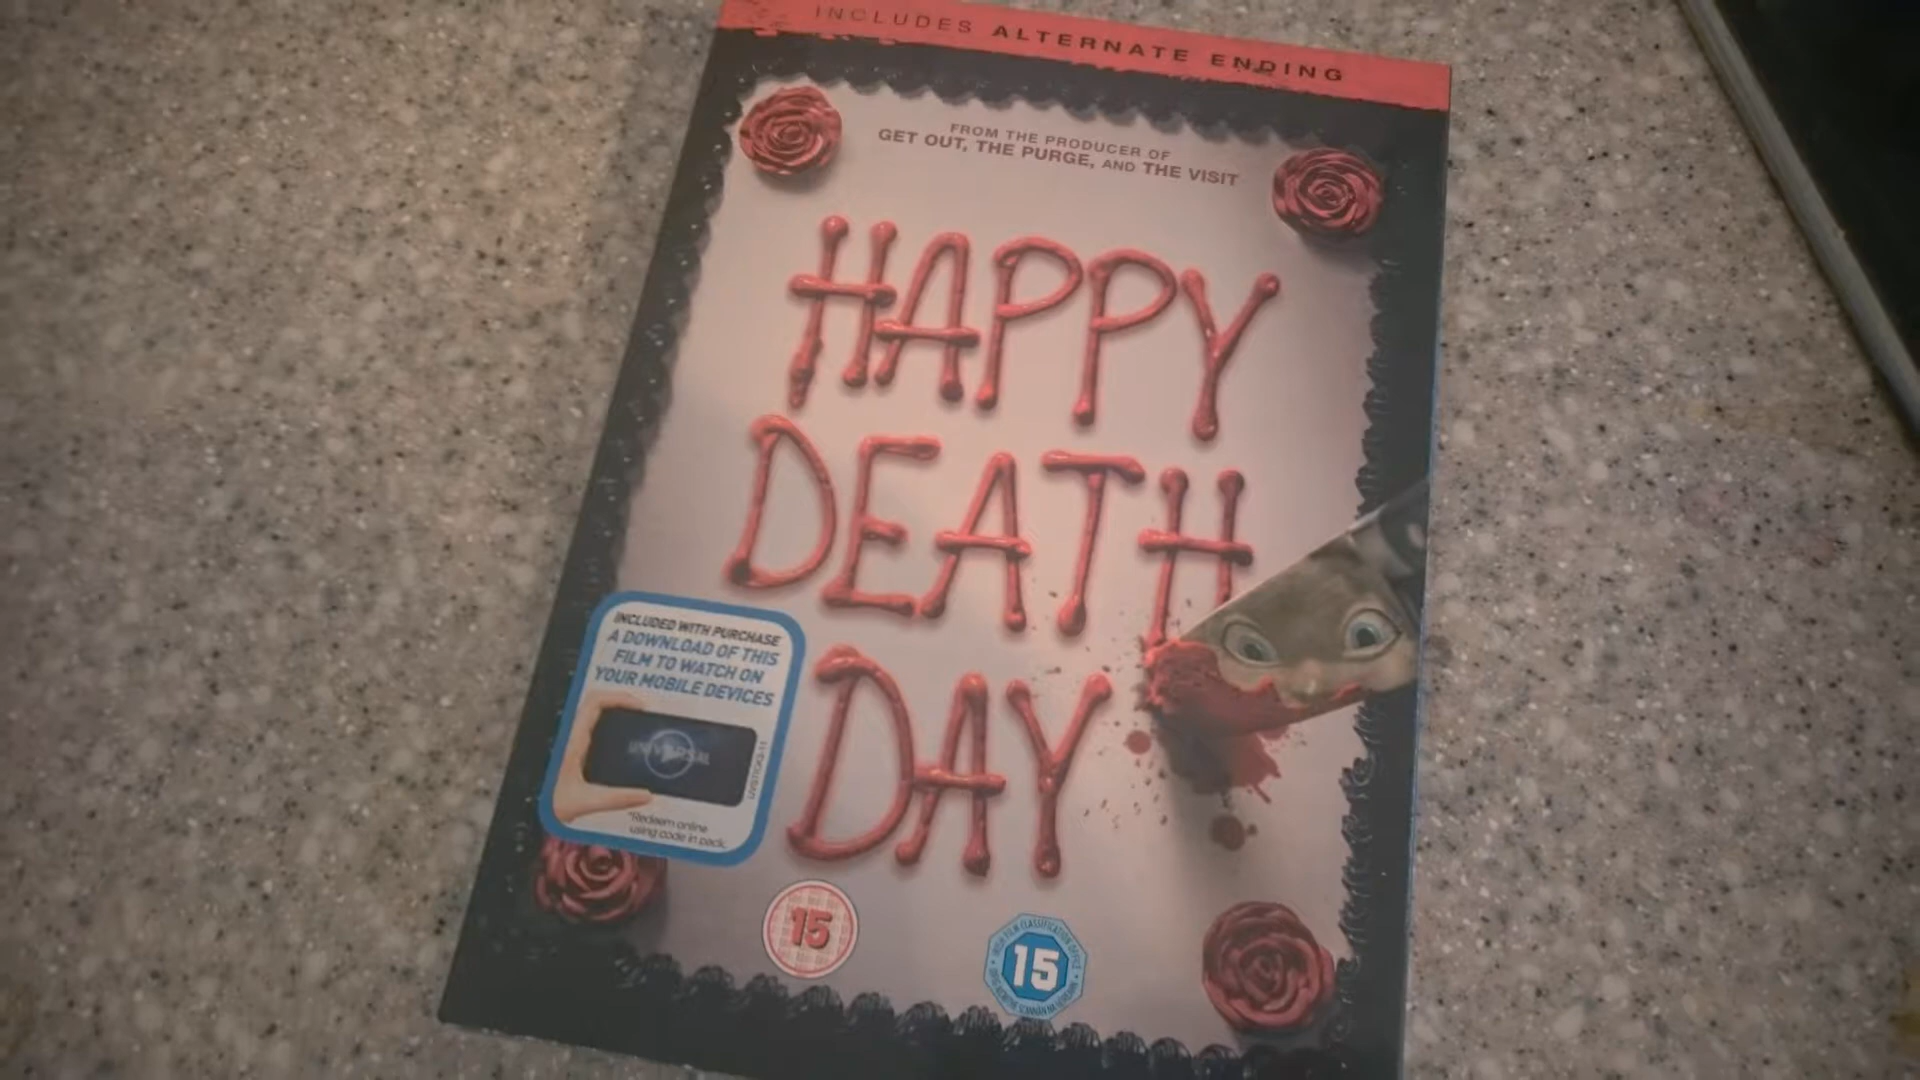 INCLUDES ALTERNATE ENDING
FROM THE PRODUCER OF
GET OUT, THE PURGE, AND THE VISIT
HAPPY
DEATH
DAY
INCLUDED WITH PURCHASE
A DOWNLOAD OF THIS
FILM TO WATCH ON
YOUR MOBILE DEVICES
UNIVERSAL
*Redeem online
using code in pack.
15
15